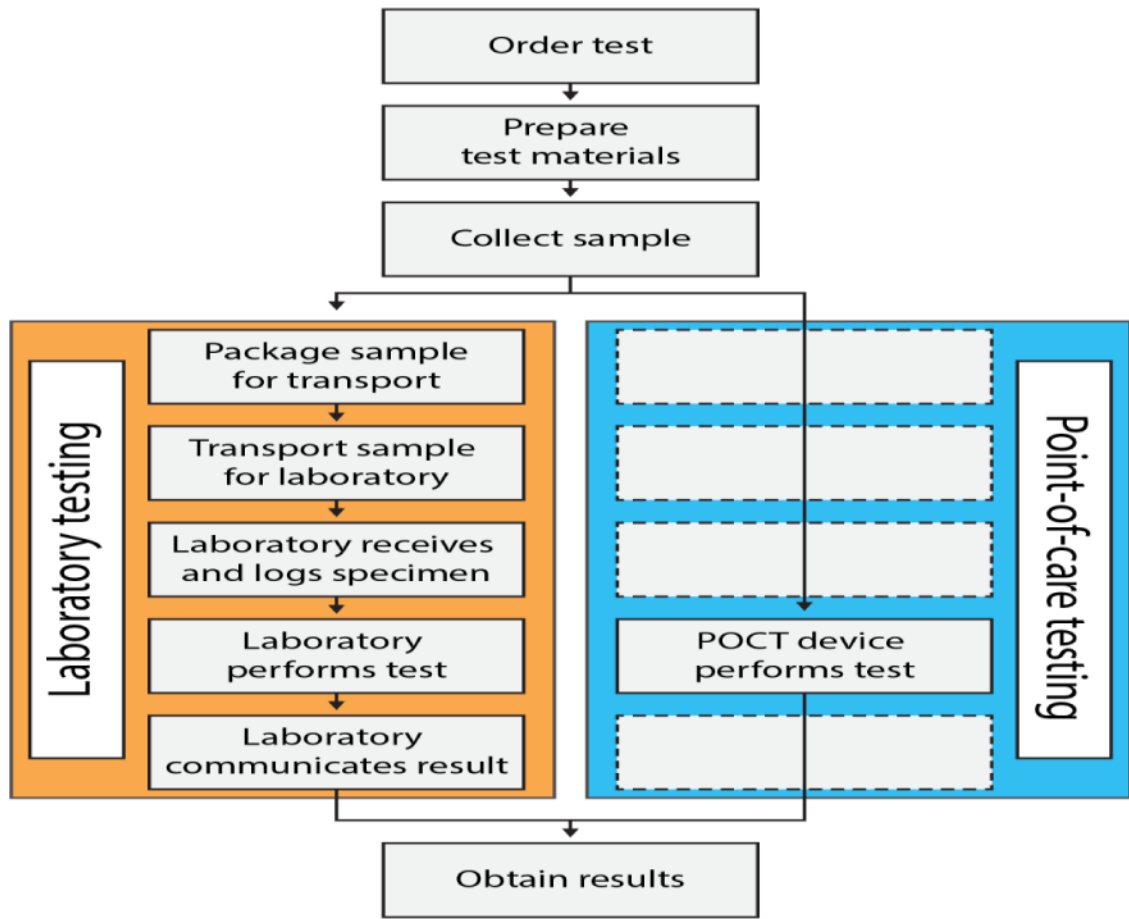 Order test
Prepare
test materials
Collect sample
Laboratory testing
Package sample
for transport
Transport sample
for laboratory
Laboratory receives
and logs specimen
Laboratory
performs test
Laboratory
communicates result
POCT device
performs test
Point-of-care testing
Obtain results